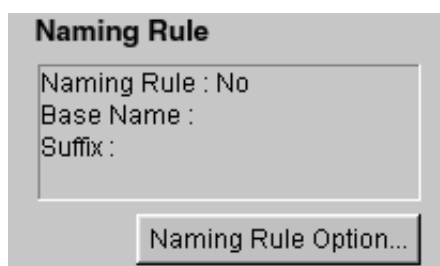 Naming Rule
Naming Rule : No
Base Name :
Suffix :
Naming Rule Option...